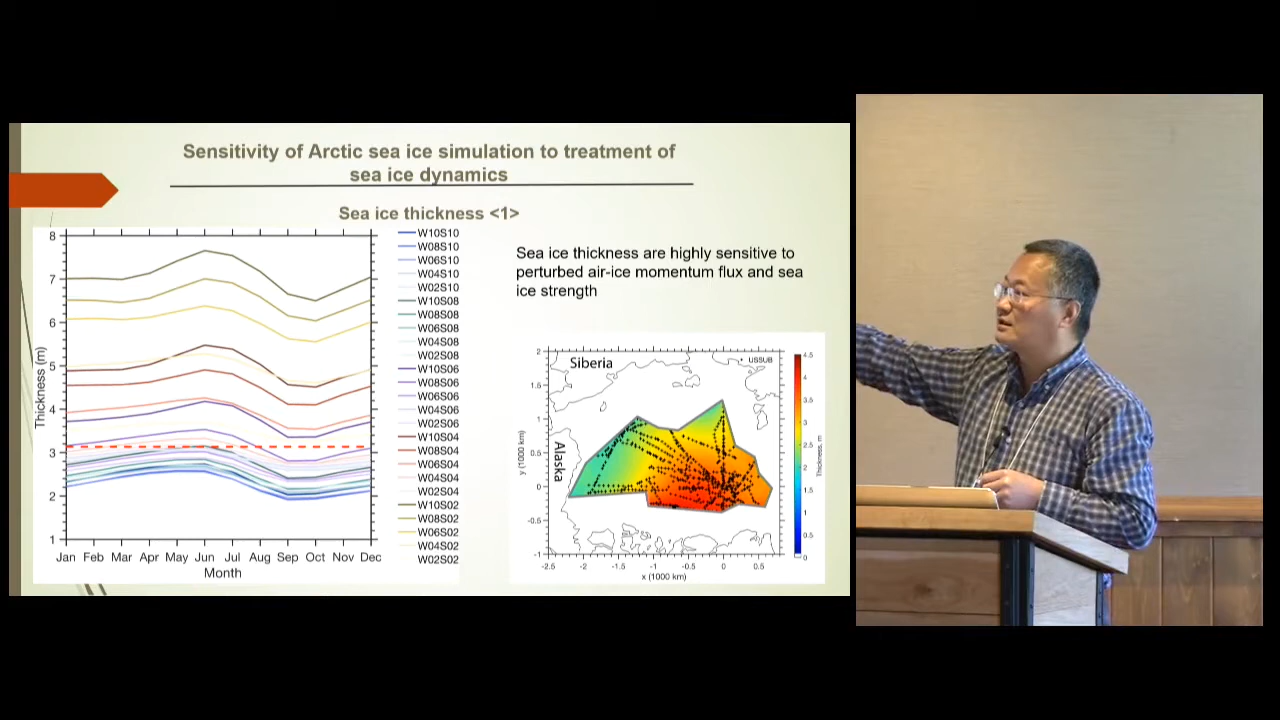 Sensitivity of Arctic sea ice simulation to treatment of
sea ice dynamics
Sea ice thickness <1>
8
7
6
5
4
3
2
1
Thickness (m)
Jan Feb Mar Apr May Jun Jul Aug Sep Oct Nov Dec
Month
W10S10
W08S10
W06S10
W04S10
W02S10
W10S08
W08S08
W06S08
W04S08
W02S08
W10S06
W08S06
W06S06
W04S06
W02S06
W10S04
W08S04
W06S04
W04S04
W02S04
W10S02
W08S02
W06S02
W04S02
W02S02
Sea ice thickness are highly sensitive to
perturbed air-ice momentum flux and sea
ice strength
Siberia
USSUB
Alaska
2
1.5
1
0.5
0
-0.5
-1
y (1000 km)
-2.5 -2 -1.5 -1 -0.5 0 0.5
x (1000 km)
4.5
4
3.5
3
2.5
2
1.5
1
0.5
0
Thickness, m